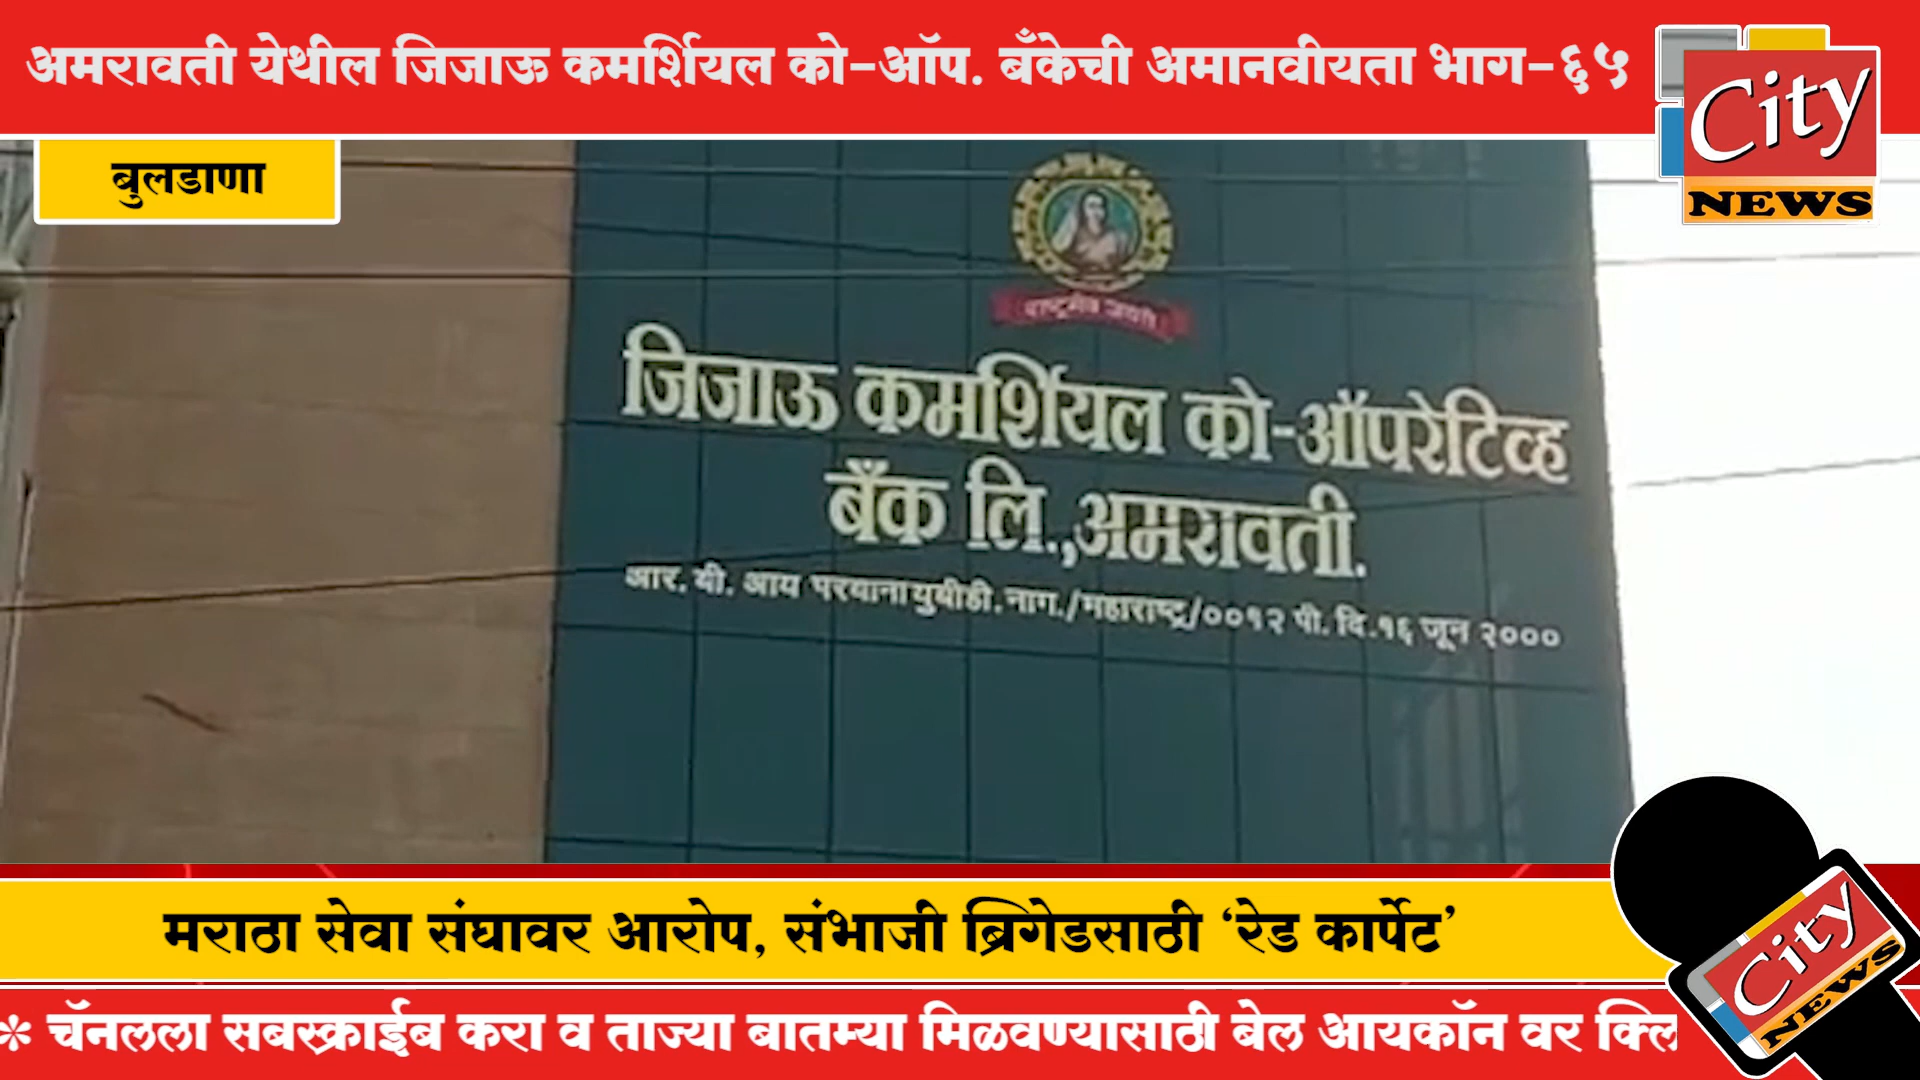 अमरावती येथील जिजाऊ कमर्शियल को-ऑप. बँकेची अमानवीयता भाग-६५
City
NEWS
बुलडाणा
जिजाऊ कमर्शियल को-ऑपरेटिव्ह
बँक लि.,अमरावती.
आर. बी. आय परवाना युबीडी. नाग./महाराष्ट्र/००१२ पी. दि.१६ जून २०००
मराठा सेवा संघावर आरोप, संभाजी ब्रिगेडसाठी ‘रेड कार्पेट’
City
NEWS
* चॅनलला सबस्क्राईब करा व ताज्या बातम्या मिळवण्यासाठी बेल आयकॉन वर क्लि